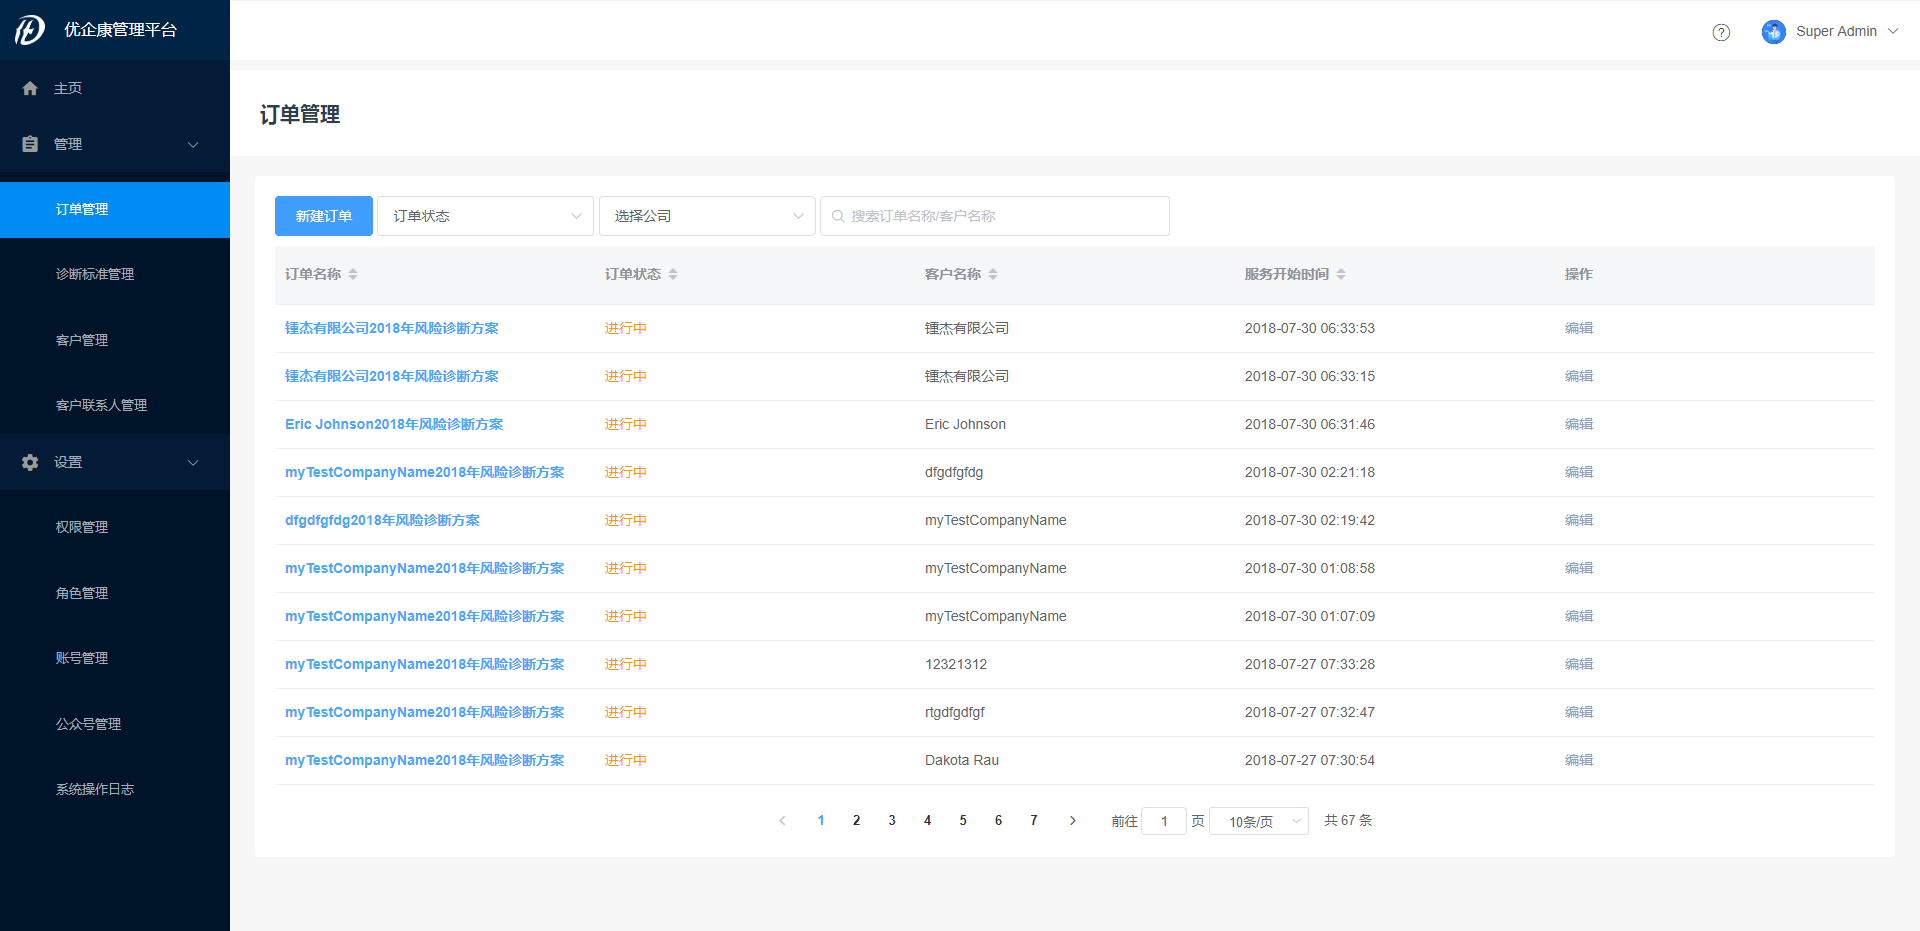 优企康管理平台
Super Admin
主页
管理
订单管理
诊断标准管理
客户管理
客户联系人管理
设置
权限管理
角色管理
账号管理
公众号管理
系统操作日志
订单管理
新建订单 订单状态 选择公司 搜索订单名称/客户名称
订单名称 订单状态 客户名称 服务开始时间 操作
锺杰有限公司2018年风险诊断方案 进行中 锺杰有限公司 2018-07-30 06:33:53 编辑
锺杰有限公司2018年风险诊断方案 进行中 锺杰有限公司 2018-07-30 06:33:15 编辑
Eric Johnson2018年风险诊断方案 进行中 Eric Johnson 2018-07-30 06:31:46 编辑
myTestCompanyName2018年风险诊断方案 进行中 dfgdfgfdg 2018-07-30 02:21:18 编辑
dfgdfgfdg2018年风险诊断方案 进行中 myTestCompanyName 2018-07-30 02:19:42 编辑
myTestCompanyName2018年风险诊断方案 进行中 myTestCompanyName 2018-07-30 01:08:58 编辑
myTestCompanyName2018年风险诊断方案 进行中 myTestCompanyName 2018-07-30 01:07:09 编辑
myTestCompanyName2018年风险诊断方案 进行中 12321312 2018-07-27 07:33:28 编辑
myTestCompanyName2018年风险诊断方案 进行中 rtgdfgdfgf 2018-07-27 07:32:47 编辑
myTestCompanyName2018年风险诊断方案 进行中 Dakota Rau 2018-07-27 07:30:54 编辑
1 2 3 4 5 6 7 前往 1 页 10条/页 共 67 条